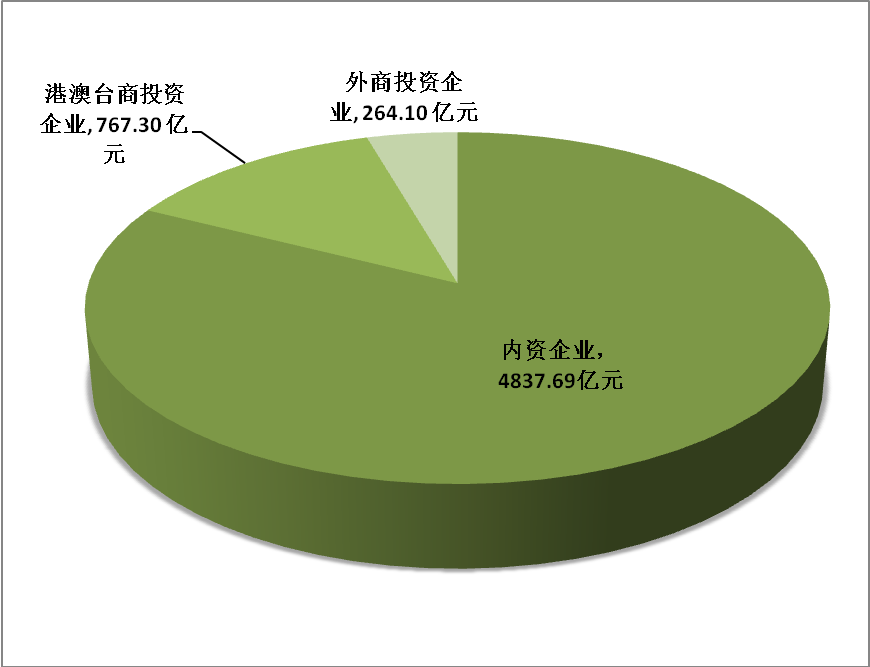 港澳台商投资
企业,767.30 亿
元
外商投资企
业,264.10 亿元
内资企业，
4837.69亿元